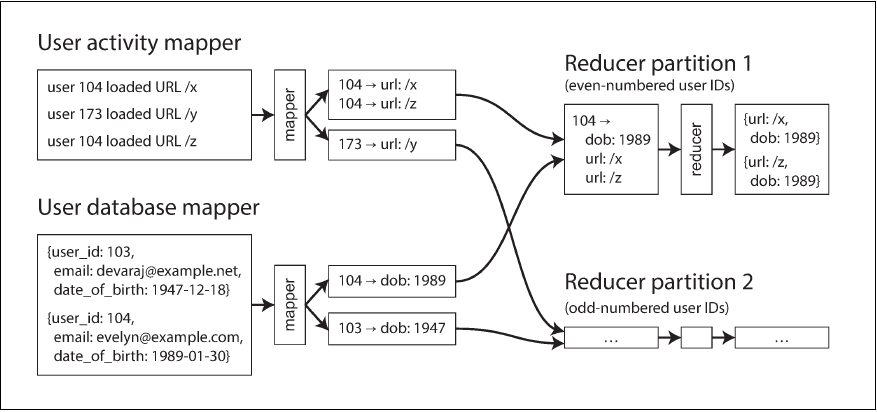 User activity mapper
user 104 loaded URL /x
user 173 loaded URL /y
user 104 loaded URL /z
mapper
104 → url: /x
104 → url: /z
173 → url: /y
User database mapper
{user_id: 103,
email: devaraj@example.net,
date_of_birth: 1947-12-18}
{user_id: 104,
email: evelyn@example.com,
date_of_birth: 1989-01-30}
mapper
104 → dob: 1989
103 → dob: 1947
Reducer partition 1
(even-numbered user IDs)
104 →
dob: 1989
url: /x
url: /z
reducer
{url: /x,
dob: 1989}
{url: /z,
dob: 1989}
Reducer partition 2
(odd-numbered user IDs)
...
...